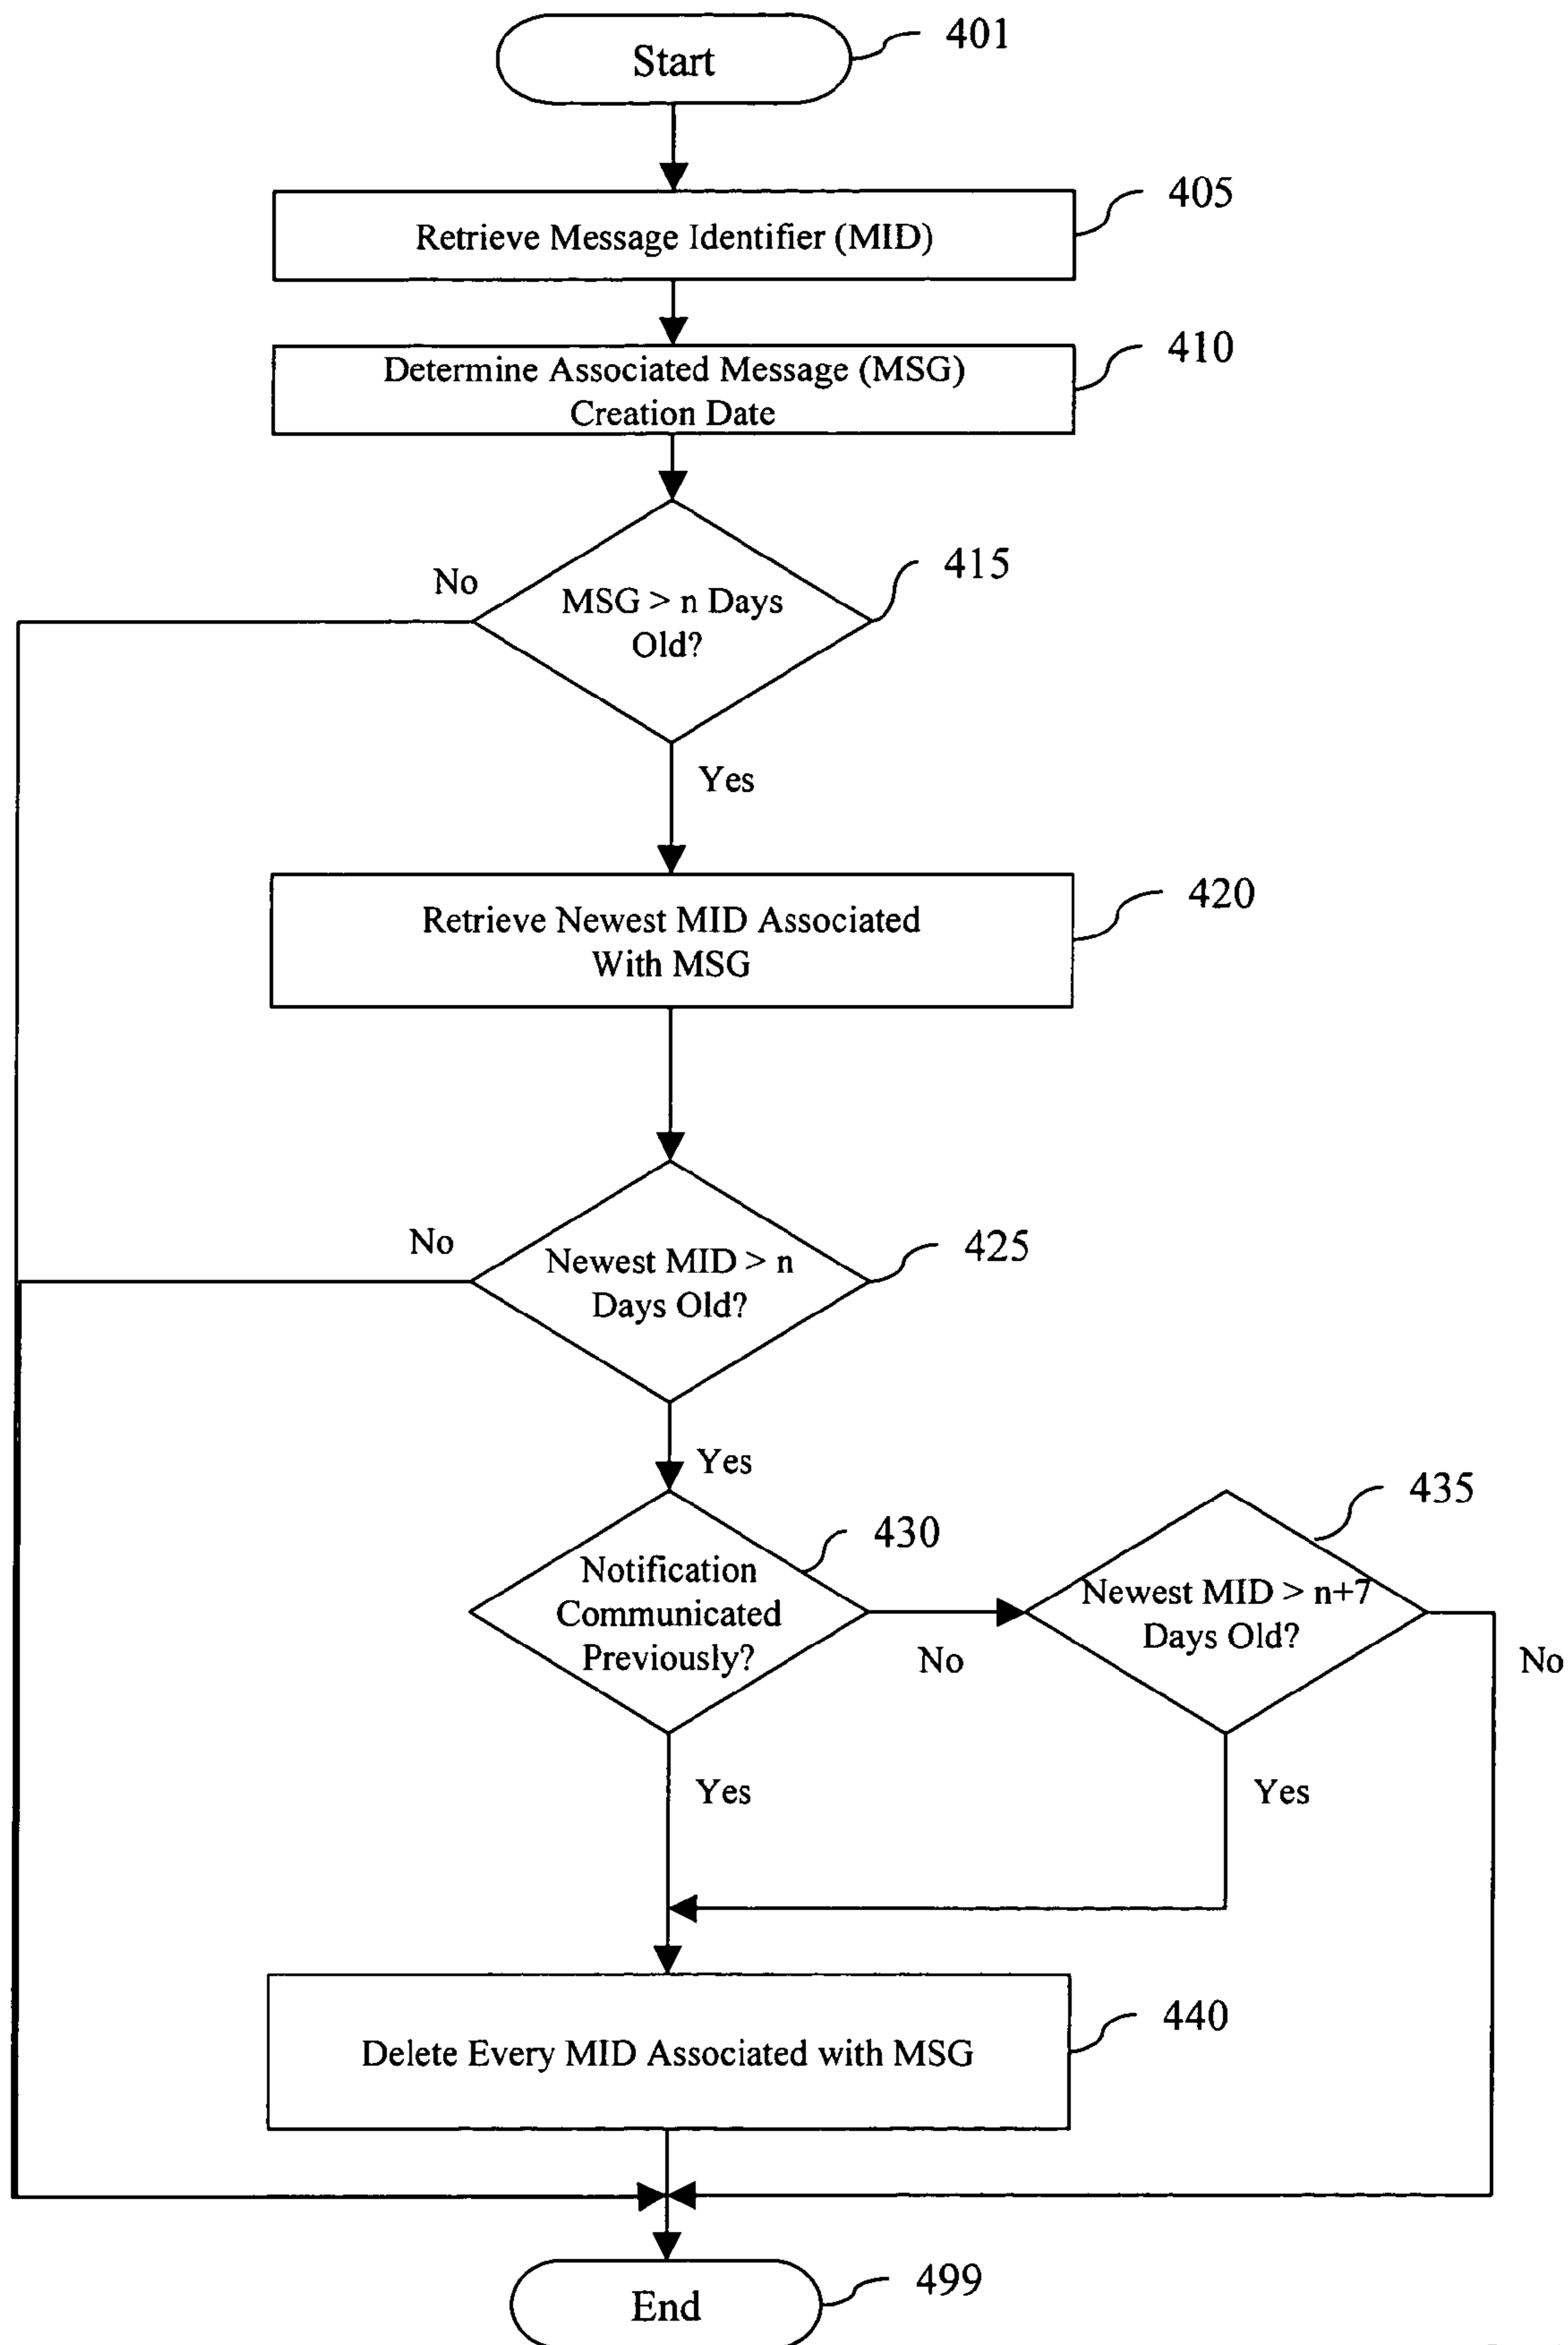 Start
401
Retrieve Message Identifier (MID)
405
Determine Associated Message (MSG)
Creation Date
410
No
MSG > n Days
Old?
415
Yes
Retrieve Newest MID Associated
With MSG
420
No
Newest MID > n
Days Old?
425
Yes
Notification
Communicated
Previously?
430
No
Newest MID > n+7
Days Old?
435
No
Yes
Yes
Delete Every MID Associated with MSG
440
End
499